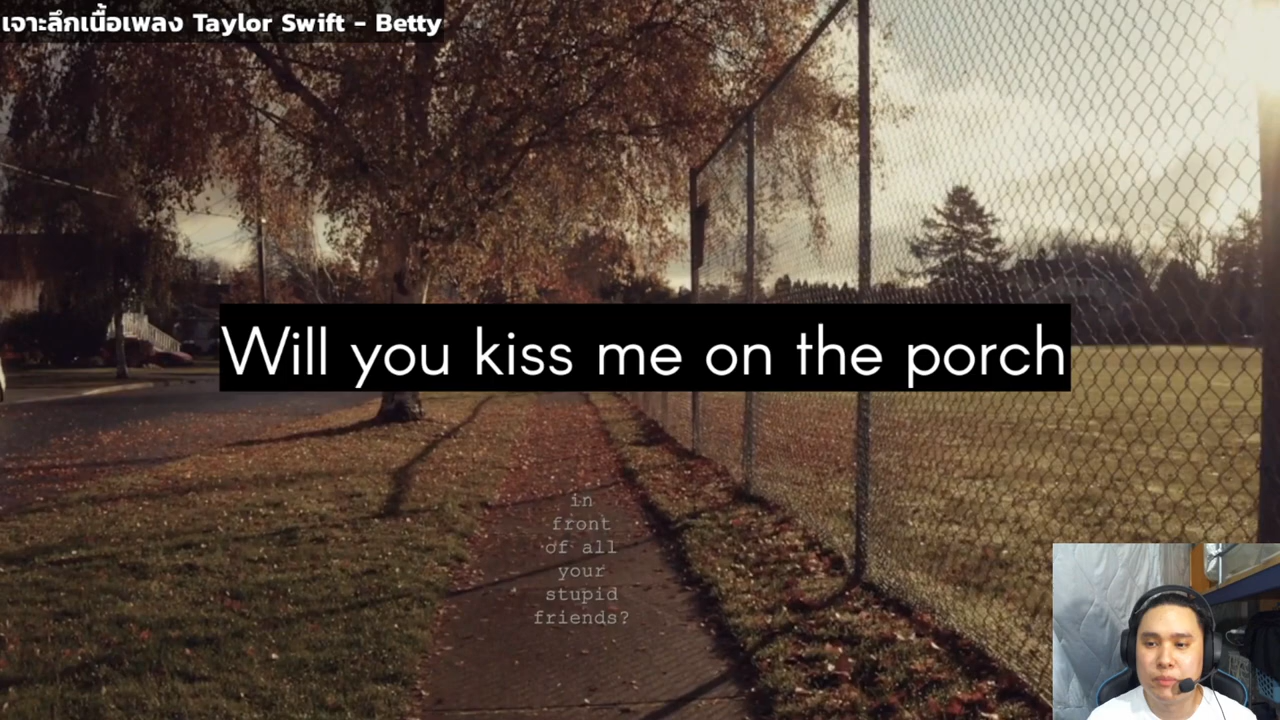 เจาะลึกเนื้อเพลง Taylor Swift - Betty
Will you kiss me on the porch
in
front
of all
your
stupid
friends?